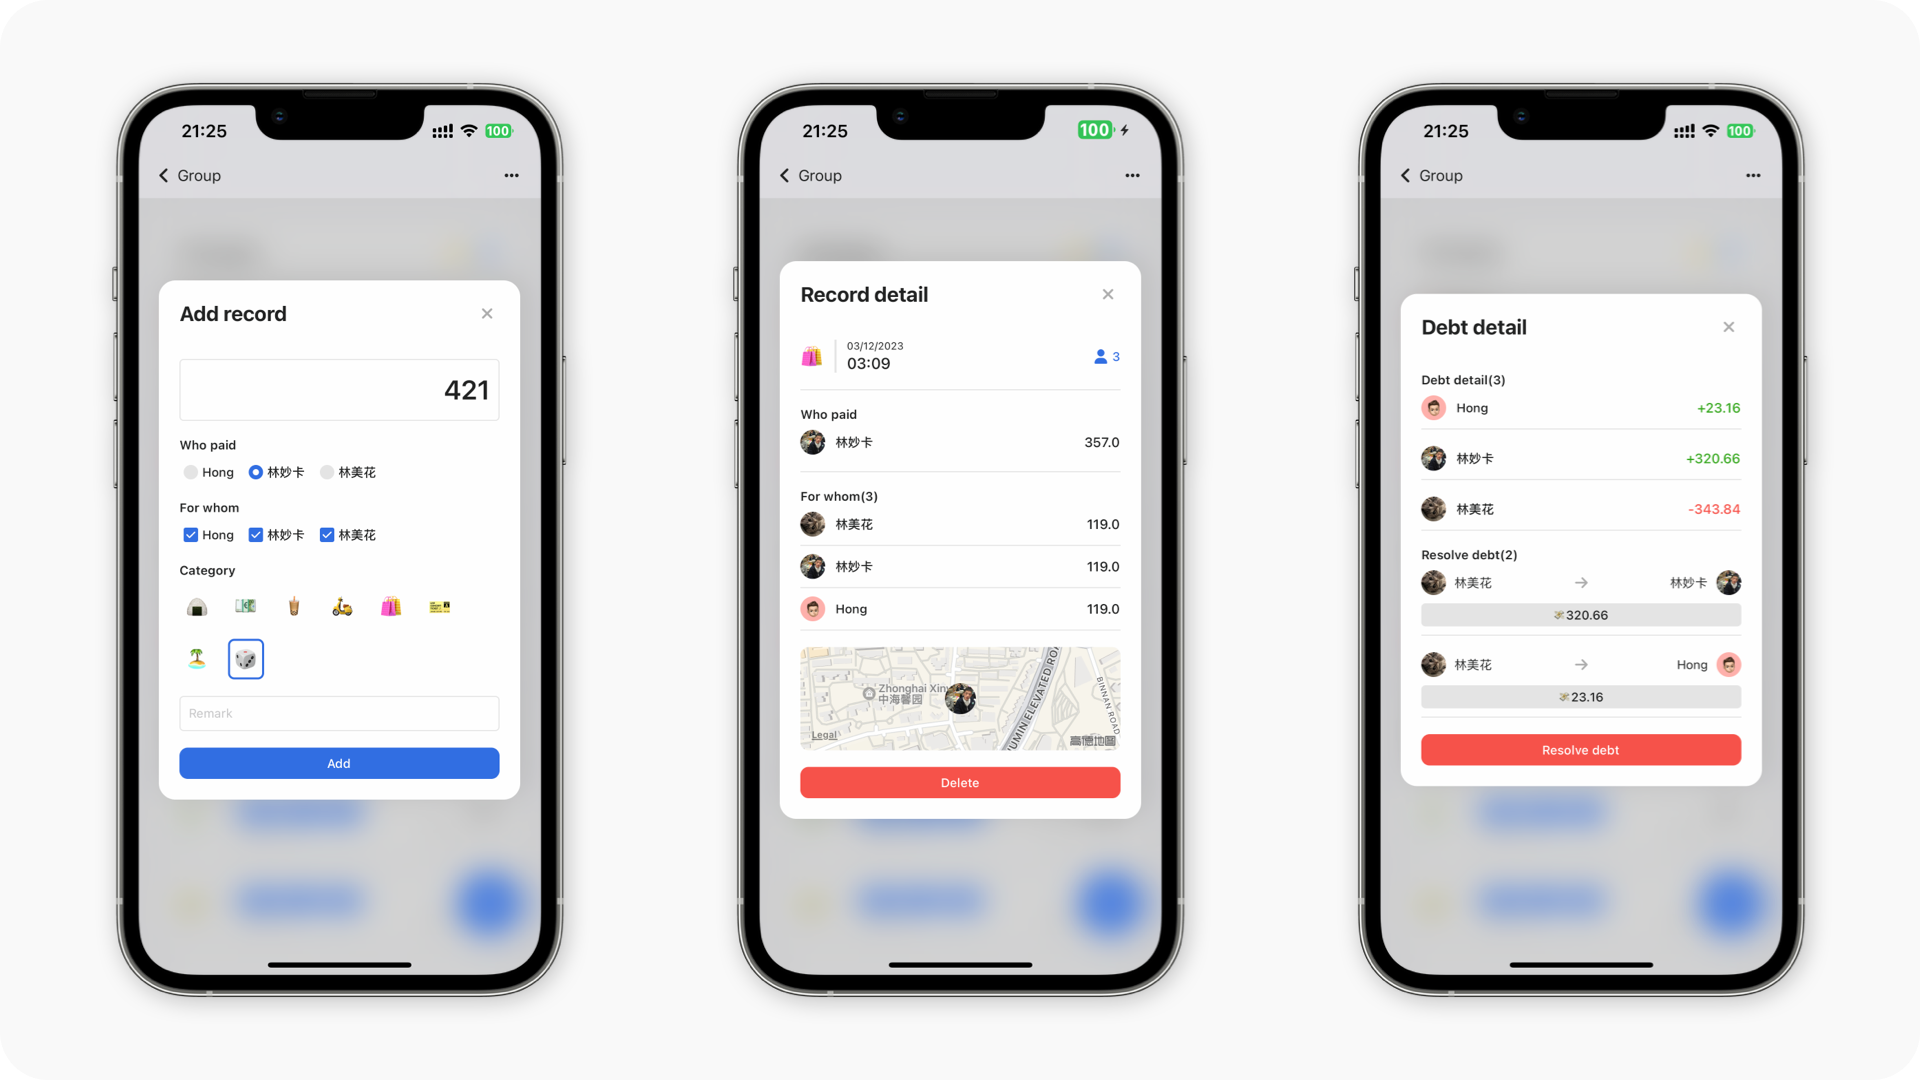 21:25
100
Group
Add record
421
Who paid
Hong 林妙卡 林美花
For whom
Hong 林妙卡 林美花
Category
Remark
Add
21:25
100
Group
Record detail
03/12/2023
03:09
3
Who paid
林妙卡 357.0
For whom(3)
林美花 119.0
林妙卡 119.0
Hong 119.0
Zhonghai Xin
中海馨园
YUMIN ELEVATED ROA
BINNAN ROAD
Legal
高德地图
Delete
21:25
100
Group
Debt detail
Debt detail(3)
Hong +23.16
林妙卡 +320.66
林美花 -343.84
Resolve debt(2)
林美花 → 林妙卡
320.66
林美花 → Hong
23.16
Resolve debt